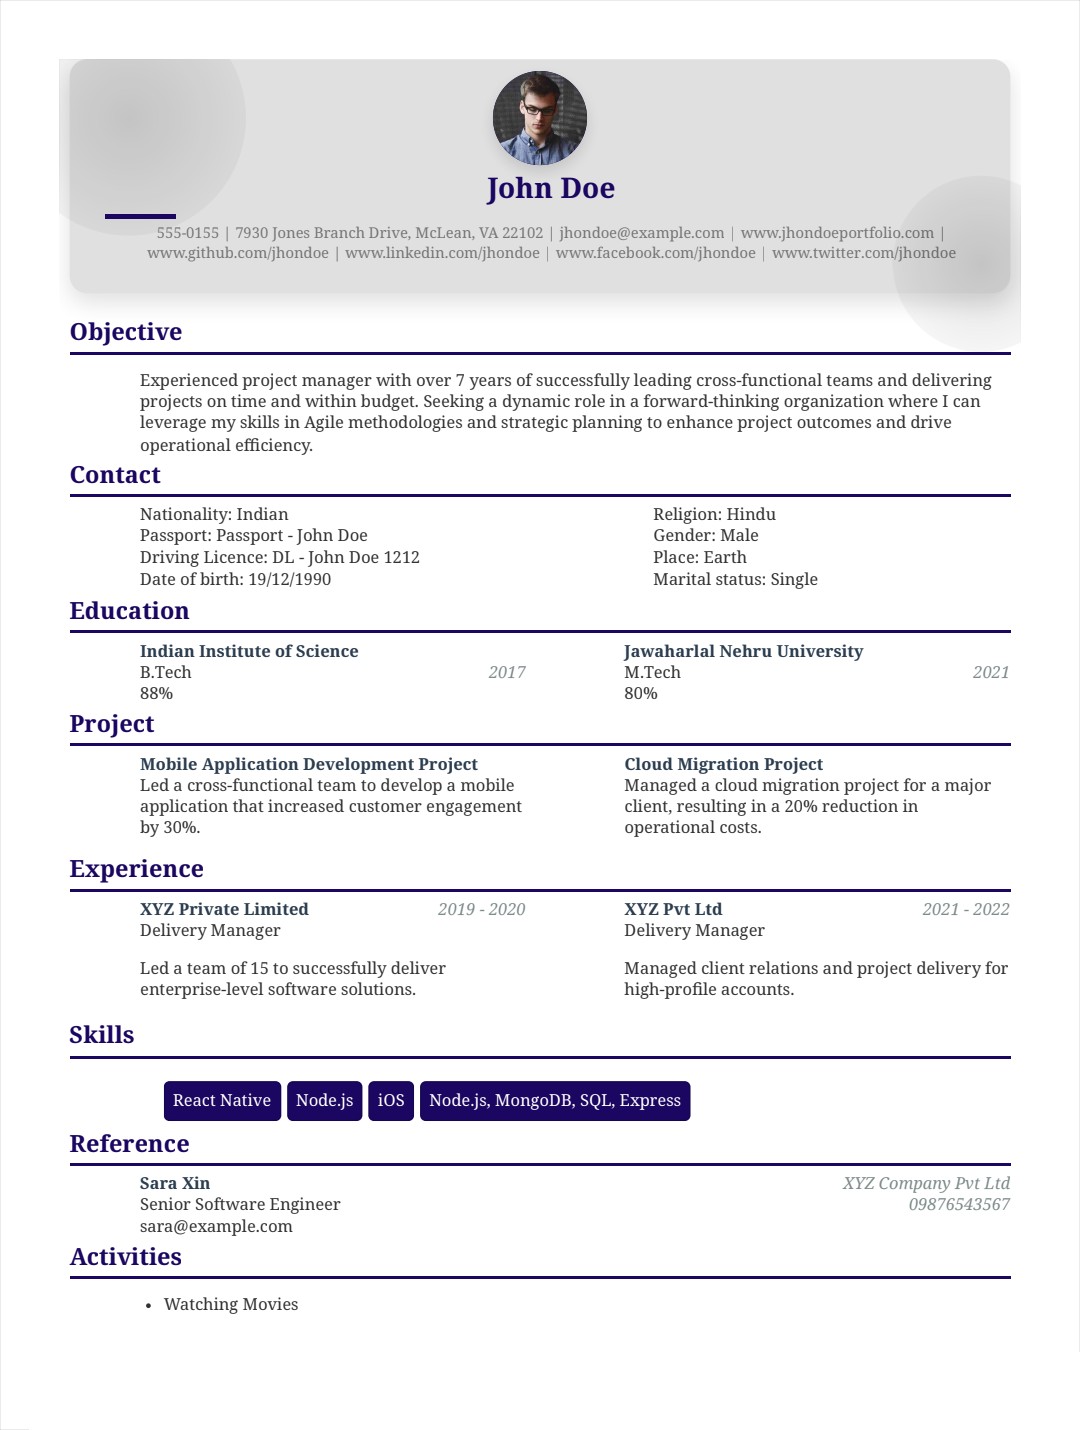 John Doe
555-0155 | 7930 Jones Branch Drive, McLean, VA 22102 | jhondoe@example.com | www.jhondoeportfolio.com |
www.github.com/jhondoe | www.linkedin.com/jhondoe | www.facebook.com/jhondoe | www.twitter.com/jhondoe
Objective
Experienced project manager with over 7 years of successfully leading cross-functional teams and delivering
projects on time and within budget. Seeking a dynamic role in a forward-thinking organization where I can
leverage my skills in Agile methodologies and strategic planning to enhance project outcomes and drive
operational efficiency.
Contact
Nationality: Indian
Passport: Passport - John Doe
Driving Licence: DL - John Doe 1212
Date of birth: 19/12/1990
Religion: Hindu
Gender: Male
Place: Earth
Marital status: Single
Education
Indian Institute of Science
B.Tech 2017
88%
Jawaharlal Nehru University
M.Tech 2021
80%
Project
Mobile Application Development Project
Led a cross-functional team to develop a mobile
application that increased customer engagement
by 30%.
Cloud Migration Project
Managed a cloud migration project for a major
client, resulting in a 20% reduction in
operational costs.
Experience
XYZ Private Limited 2019 - 2020
Delivery Manager
Led a team of 15 to successfully deliver
enterprise-level software solutions.
XYZ Pvt Ltd 2021 - 2022
Delivery Manager
Managed client relations and project delivery for
high-profile accounts.
Skills
React Native Node.js iOS Node.js, MongoDB, SQL, Express
Reference
Sara Xin XYZ Company Pvt Ltd
Senior Software Engineer 09876543567
sara@example.com
Activities
• Watching Movies